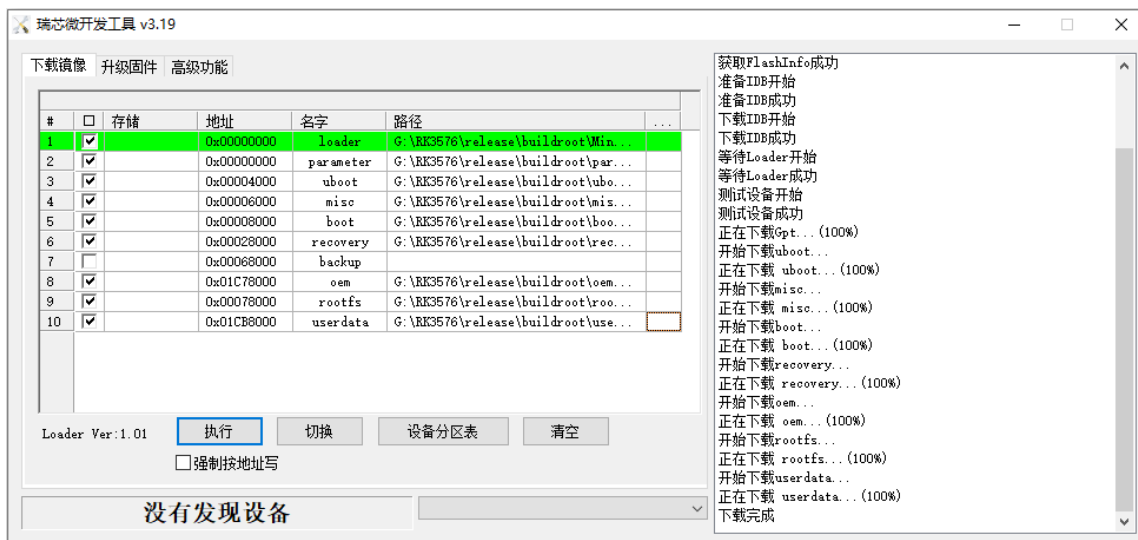 瑞芯微开发工具 v3.19
下载镜像 升级固件 高级功能
# 存储 地址 名字 路径 ...
1 0x00000000 loader G:\RK3576\release\buildroot\Min...
2 0x00000000 parameter G:\RK3576\release\buildroot\par...
3 0x00004000 uboot G:\RK3576\release\buildroot\ubo...
4 0x00006000 misc G:\RK3576\release\buildroot\mis...
5 0x00008000 boot G:\RK3576\release\buildroot\boo...
6 0x00028000 recovery G:\RK3576\release\buildroot\rec...
7 0x00068000 backup
8 0x01C78000 oem G:\RK3576\release\buildroot\oem...
9 0x00078000 rootfs G:\RK3576\release\buildroot\roo...
10 0x01CB8000 userdata G:\RK3576\release\buildroot\use...
Loader Ver:1.01 执行 切换 设备分区表 清空
强制按地址写
没有发现设备
获取FlashInfo成功
准备IDB开始
准备IDB成功
下载IDB开始
下载IDB成功
等待Loader开始
等待Loader成功
测试设备开始
测试设备成功
正在下载Gpt...(100%)
开始下载uboot...
正在下载 uboot...(100%)
开始下载misc...
正在下载 misc...(100%)
开始下载boot...
正在下载 boot...(100%)
开始下载recovery...
正在下载 recovery...(100%)
开始下载oem...
正在下载 oem...(100%)
开始下载rootfs...
正在下载 rootfs...(100%)
开始下载userdata...
正在下载 userdata...(100%)
下载完成